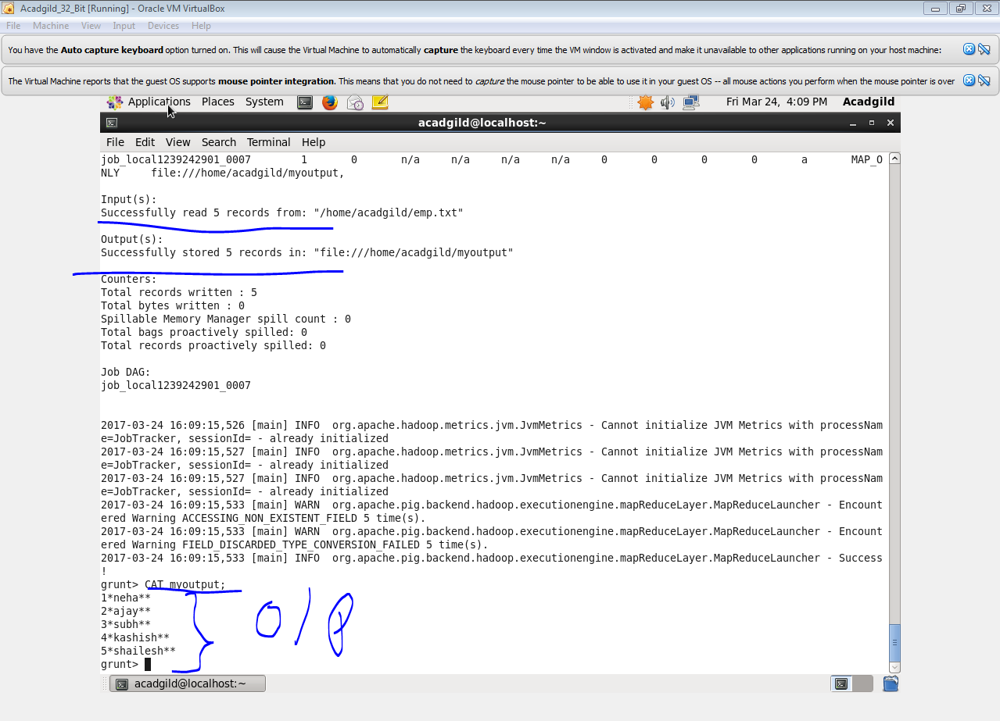 Acadgild_32_Bit [Running] - Oracle VM VirtualBox
File Machine View Input Devices Help
You have the Auto capture keyboard option turned on. This will cause the Virtual Machine to automatically capture the keyboard every time the VM window is activated and make it unavailable to other applications running on your host machine:
The Virtual Machine reports that the guest OS supports mouse pointer integration. This means that you do not need to capture the mouse pointer to be able to use it in your guest OS -- all mouse actions you perform when the mouse pointer is over
Applications Places System Fri Mar 24, 4:09 PM Acadgild
acadgild@localhost:~
File Edit View Search Terminal Help
job_local1239242901_0007 1 0 n/a n/a n/a n/a 0 0 0 0 a MAP_O
NLY file:///home/acadgild/myoutput,
Input(s):
Successfully read 5 records from: "/home/acadgild/emp.txt"
Output(s):
Successfully stored 5 records in: "file:///home/acadgild/myoutput"
Counters:
Total records written : 5
Total bytes written : 0
Spillable Memory Manager spill count : 0
Total bags proactively spilled: 0
Total records proactively spilled: 0
Job DAG:
job_local1239242901_0007
2017-03-24 16:09:15,526 [main] INFO org.apache.hadoop.metrics.jvm.JvmMetrics - Cannot initialize JVM Metrics with processNam
e=JobTracker, sessionId= - already initialized
2017-03-24 16:09:15,527 [main] INFO org.apache.hadoop.metrics.jvm.JvmMetrics - Cannot initialize JVM Metrics with processNam
e=JobTracker, sessionId= - already initialized
2017-03-24 16:09:15,527 [main] INFO org.apache.hadoop.metrics.jvm.JvmMetrics - Cannot initialize JVM Metrics with processNam
e=JobTracker, sessionId= - already initialized
2017-03-24 16:09:15,533 [main] WARN org.apache.pig.backend.hadoop.executionengine.mapReduceLayer.MapReduceLauncher - Encount
ered Warning ACCESSING_NON_EXISTENT_FIELD 5 time(s).
2017-03-24 16:09:15,533 [main] WARN org.apache.pig.backend.hadoop.executionengine.mapReduceLayer.MapReduceLauncher - Encount
ered Warning FIELD_DISCARDED_TYPE_CONVERSION_FAILED 5 time(s).
2017-03-24 16:09:15,533 [main] INFO org.apache.pig.backend.hadoop.executionengine.mapReduceLayer.MapReduceLauncher - Success
!
grunt> CAT myoutput;
1*neha**
2*ajay**
3*subh**
4*kashish**
5*shailesh**
O/P
grunt>
acadgild@localhost:~